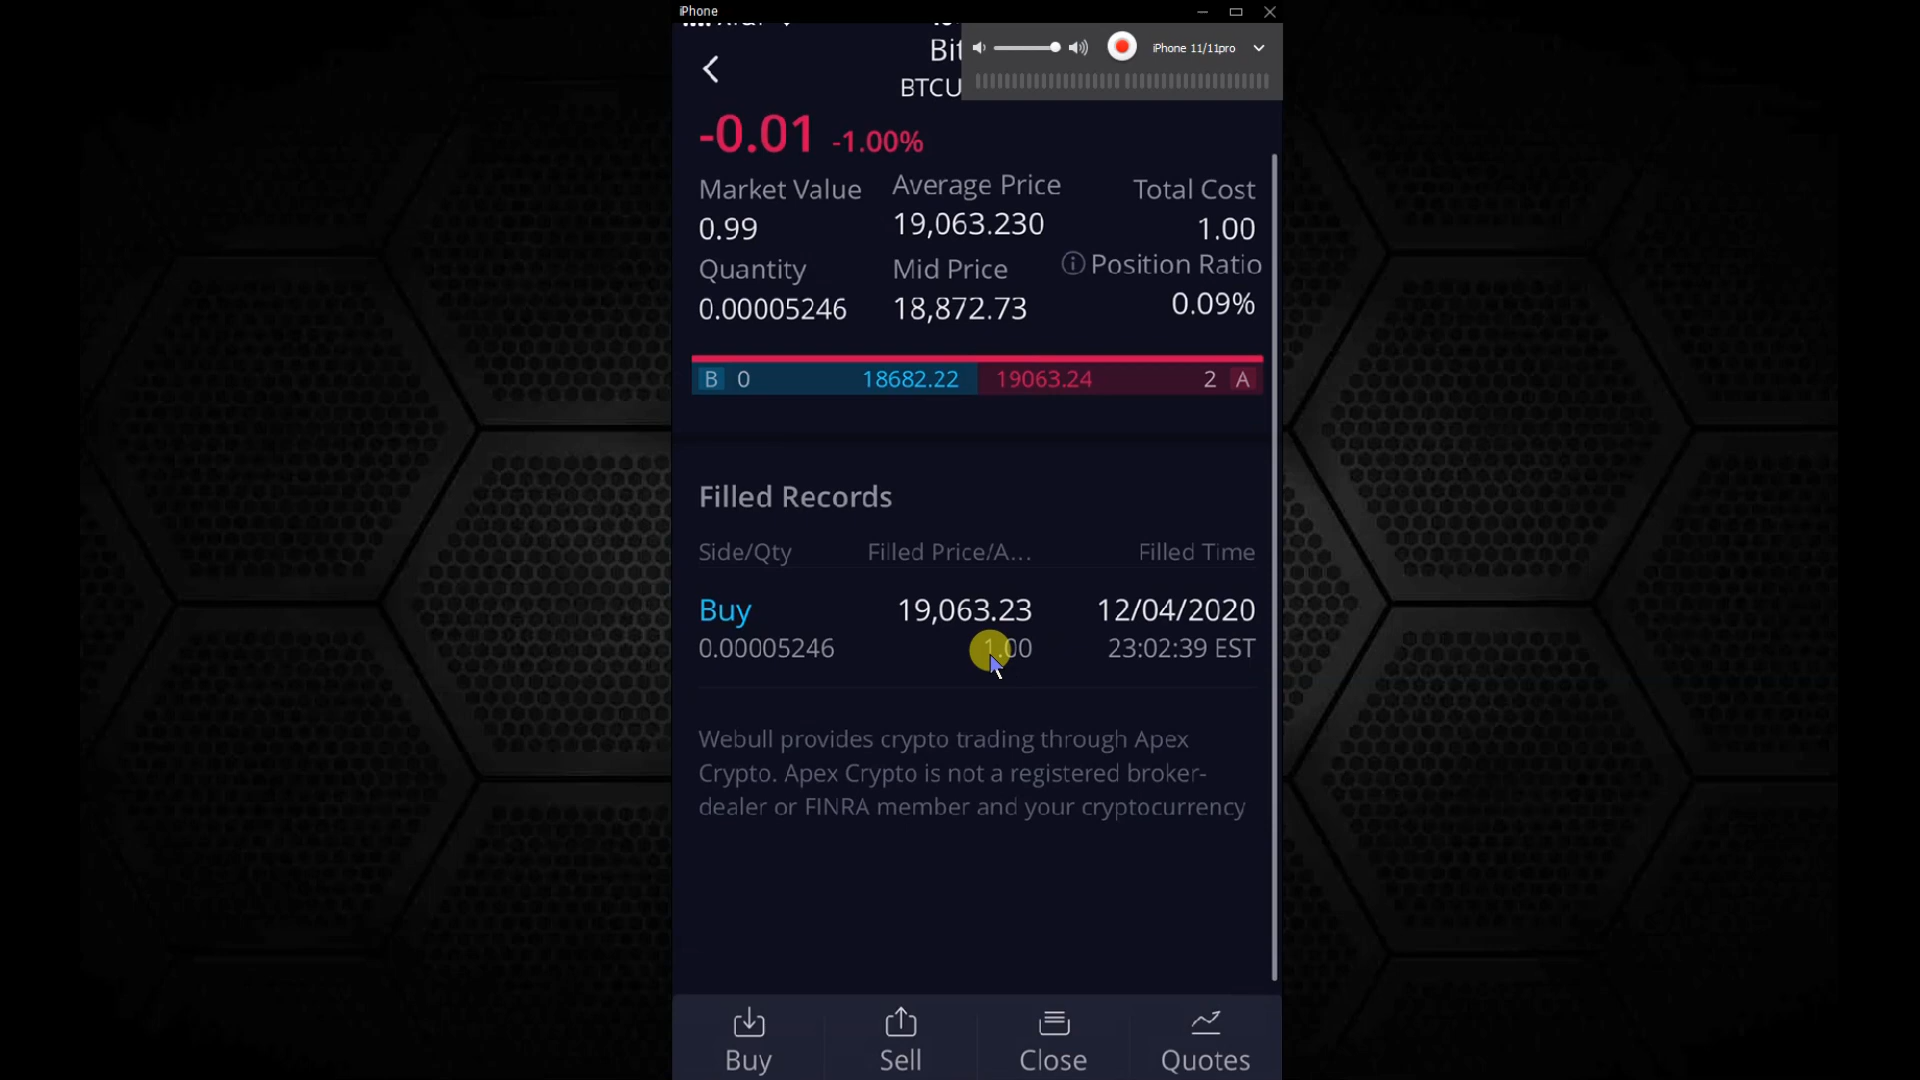 iPhone
Bit
iPhone 11/11pro
BTCU
-0.01 -1.00%
Market Value Average Price Total Cost
0.99 19,063.230 1.00
Quantity Mid Price Position Ratio
0.00005246 18,872.73 0.09%
B 0 18682.22 19063.24 2 A
Filled Records
Side/Qty Filled Price/A... Filled Time
Buy 19,063.23 12/04/2020
0.00005246 1.00 23:02:39 EST
Webull provides crypto trading through Apex
Crypto. Apex Crypto is not a registered broker-
dealer or FINRA member and your cryptocurrency
Buy Sell Close Quotes